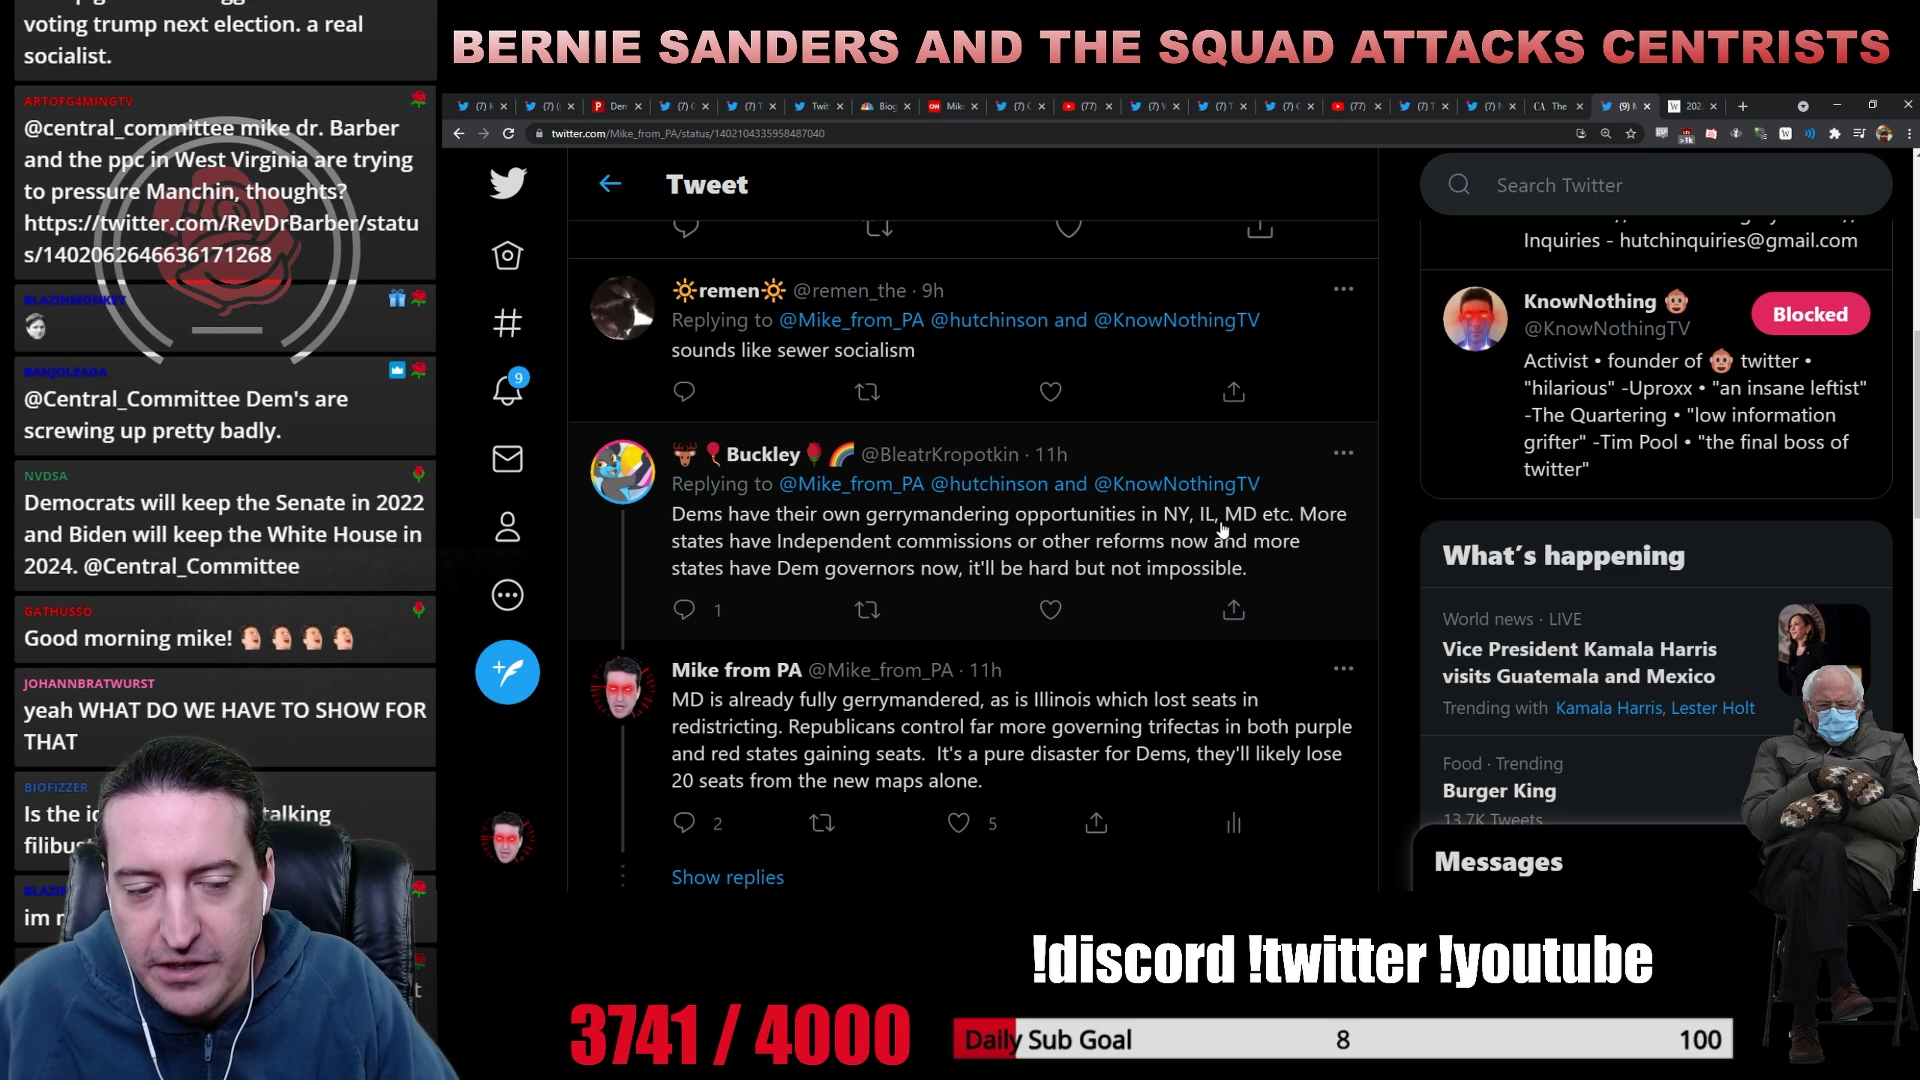 voting trump next election. a real
socialist.
ARTOFG4MINGTV
@central_committee mike dr. Barber
and the ppc in West Virginia are trying
to pressure Manchin, thoughts?
https://twitter.com/RevDrBarber/statu
s/1402062646636171268
BLAZINMONKEY
BANJOLEADA
@Central_Committee Dem's are
screwing up pretty badly.
NVDSA
Democrats will keep the Senate in 2022
and Biden will keep the White House in
2024. @Central_Committee
GATHUSSO
Good morning mike!
JOHANNBRATWURST
yeah WHAT DO WE HAVE TO SHOW FOR
THAT
BIOFIZZER
Is the talking
im
BERNIE SANDERS AND THE SQUAD ATTACKS CENTRISTS
twitter.com/Mike_from_PA/status/1402104335958487040
Tweet
remen @remen_the · 9h
Replying to @Mike_from_PA @hutchinson and @KnowNothingTV
sounds like sewer socialism
Buckley @BleatrKropotkin · 11h
Replying to @Mike_from_PA @hutchinson and @KnowNothingTV
Dems have their own gerrymandering opportunities in NY, IL, MD etc. More
states have Independent commissions or other reforms now and more
states have Dem governors now, it'll be hard but not impossible.
1
Mike from PA @Mike_from_PA · 11h
MD is already fully gerrymandered, as is Illinois which lost seats in
redistricting. Republicans control far more governing trifectas in both purple
and red states gaining seats. It's a pure disaster for Dems, they'll likely lose
20 seats from the new maps alone.
2 5
Show replies
9
Search Twitter
Inquiries - hutchinquiries@gmail.com
KnowNothing
@KnowNothingTV
Blocked
Activist • founder of twitter •
"hilarious" -Uproxx • "an insane leftist"
-The Quartering • "low information
grifter" -Tim Pool • "the final boss of
twitter"
What's happening
World news · LIVE
Vice President Kamala Harris
visits Guatemala and Mexico
Trending with Kamala Harris, Lester Holt
Food · Trending
Burger King
13.7K Tweets
Messages
!discord !twitter !youtube
3741 / 4000
Daily Sub Goal 8 100